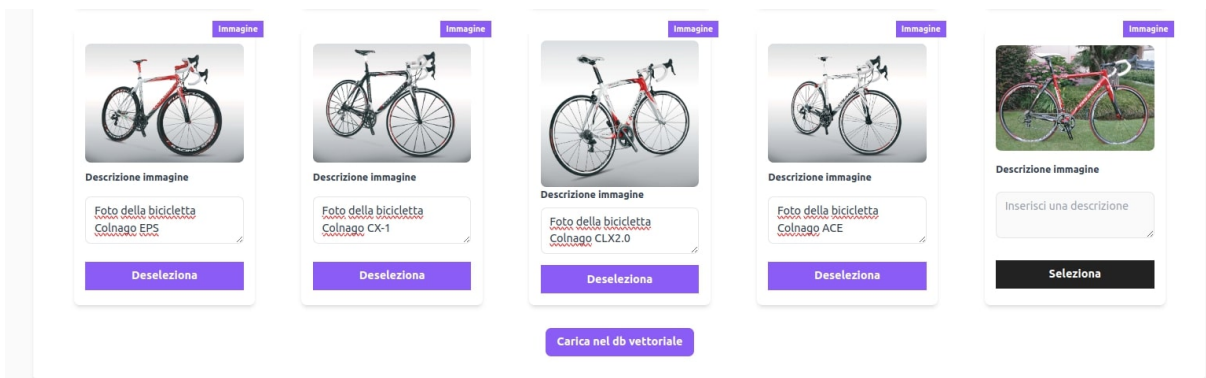 Immagine
Immagine
Immagine
Immagine
Immagine
Descrizione immagine
Descrizione immagine
Descrizione immagine
Descrizione immagine
Descrizione immagine
Foto della bicicletta
Colnago EPS
Foto della bicicletta
Colnago CX-1
Foto della bicicletta
Colnago CLX2.0
Foto della bicicletta
Colnago ACE
Inserisci una descrizione
Deseleziona
Deseleziona
Deseleziona
Deseleziona
Seleziona
Carica nel db vettoriale